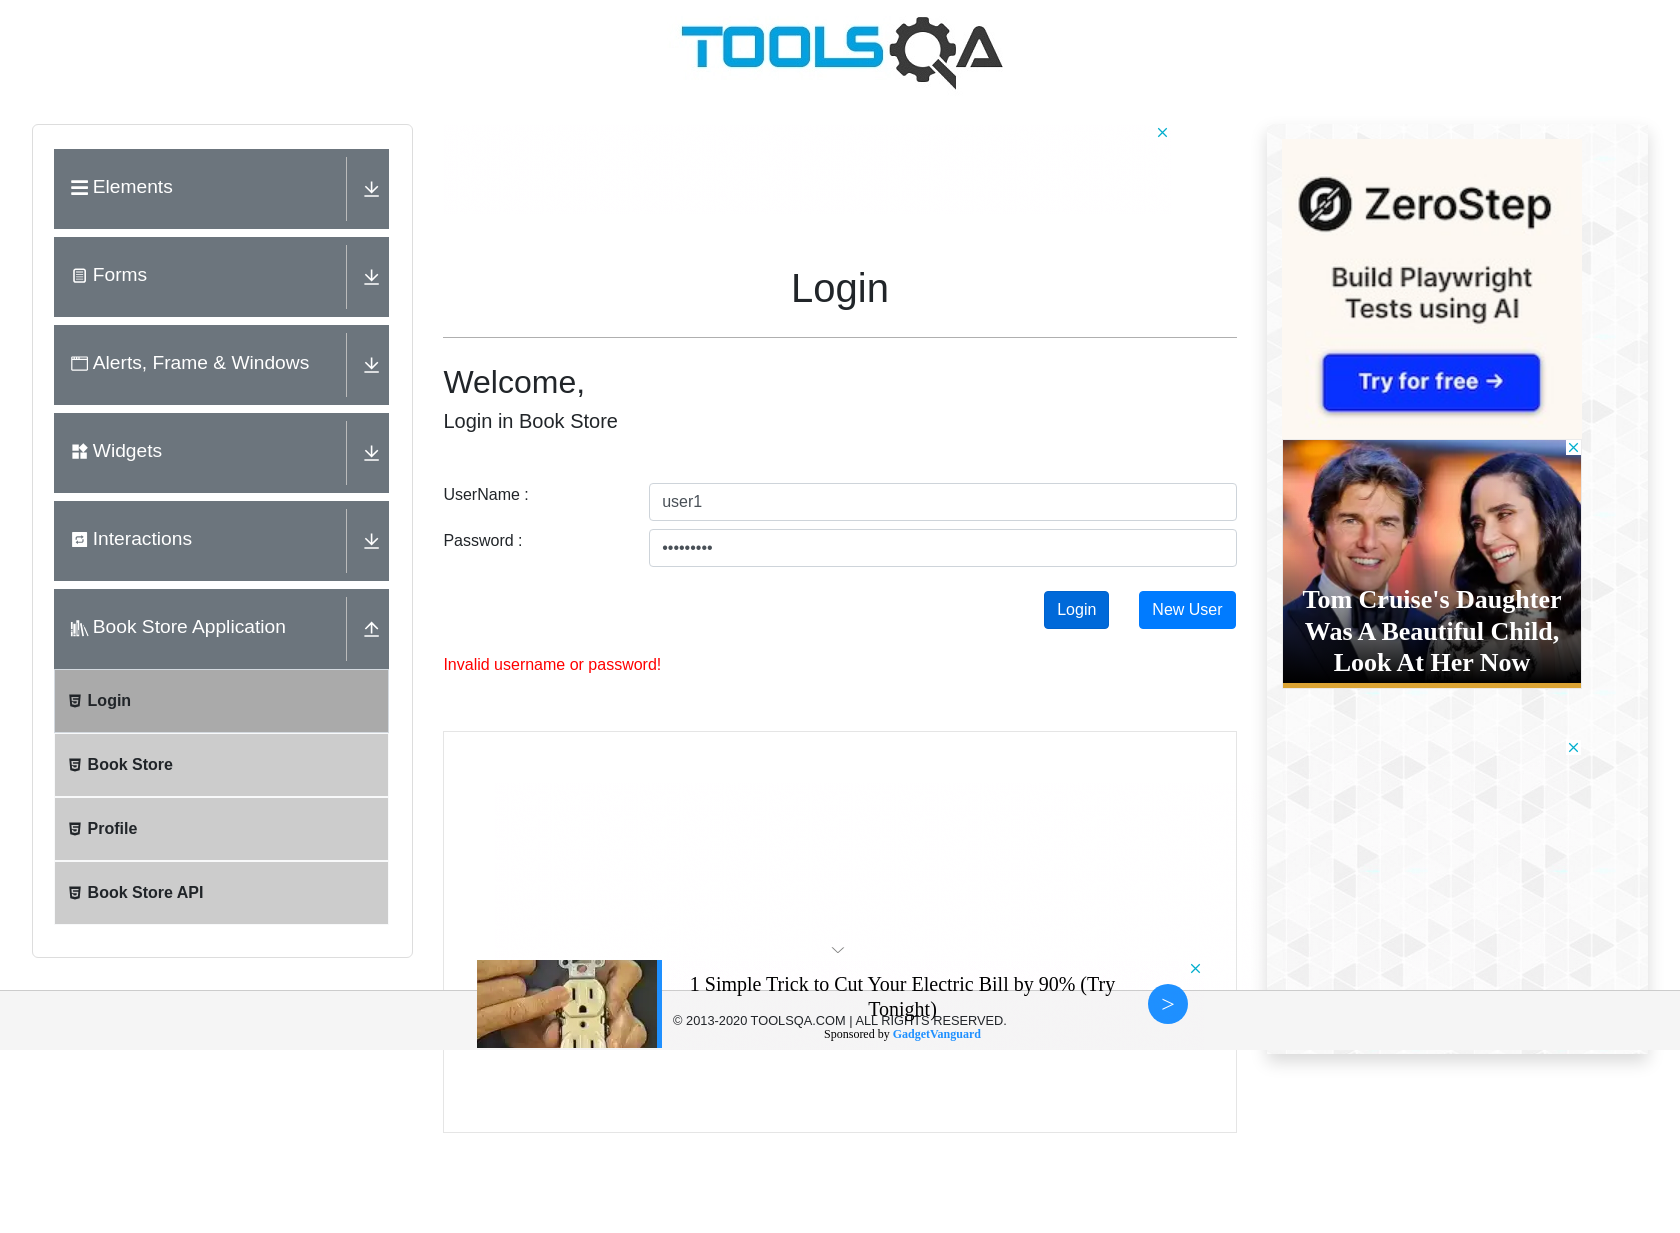 TOOLSQA
Elements
Forms
Alerts, Frame & Windows
Widgets
Interactions
Book Store Application
Login
Book Store
Profile
Book Store API
Login
Welcome,
Login in Book Store
UserName :
user1
Password :
•••••••••
Login
New User
Invalid username or password!
ZeroStep
Build Playwright
Tests using AI
Try for free →
Tom Cruise's Daughter
Was A Beautiful Child,
Look At Her Now
1 Simple Trick to Cut Your Electric Bill by 90% (Try
Tonight)
>
© 2013-2020 TOOLSQA.COM | ALL RIGHTS RESERVED.
Sponsored by GadgetVanguard